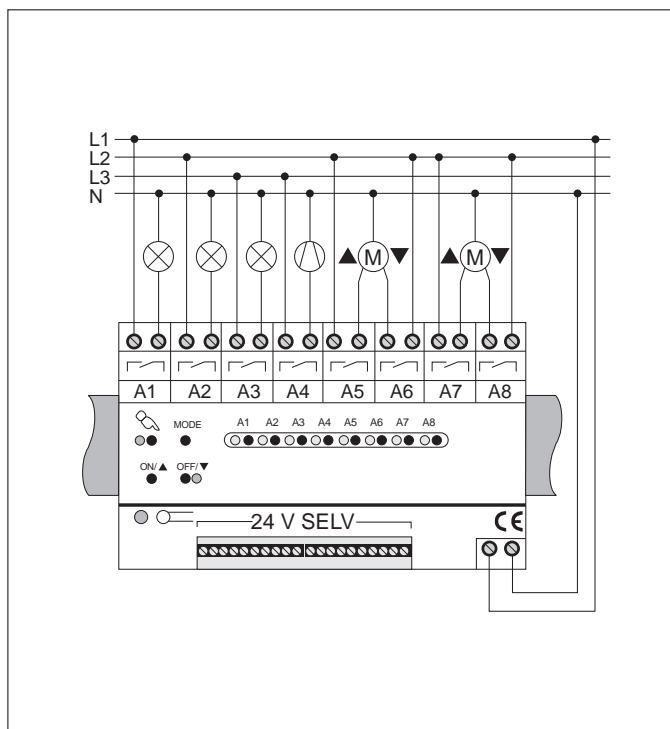 L1
L2
L3
N
M M
A1 A2 A3 A4 A5 A6 A7 A8
MODE A1 A2 A3 A4 A5 A6 A7 A8
ON/▲ OFF/▼
24 V SELV CE